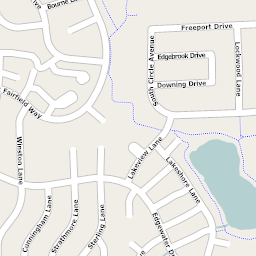 Bourne
ve
Freeport Drive
South Circle Avenue
Edgebrook Drive
Lockwood Lane
Downing Drive
Fairfield Way
Winston Lane
Lakeview Lane
Lakeshore Lane
Cunningham Lane
Strathmore Lane
Sterling Lane
Edgewater Dr